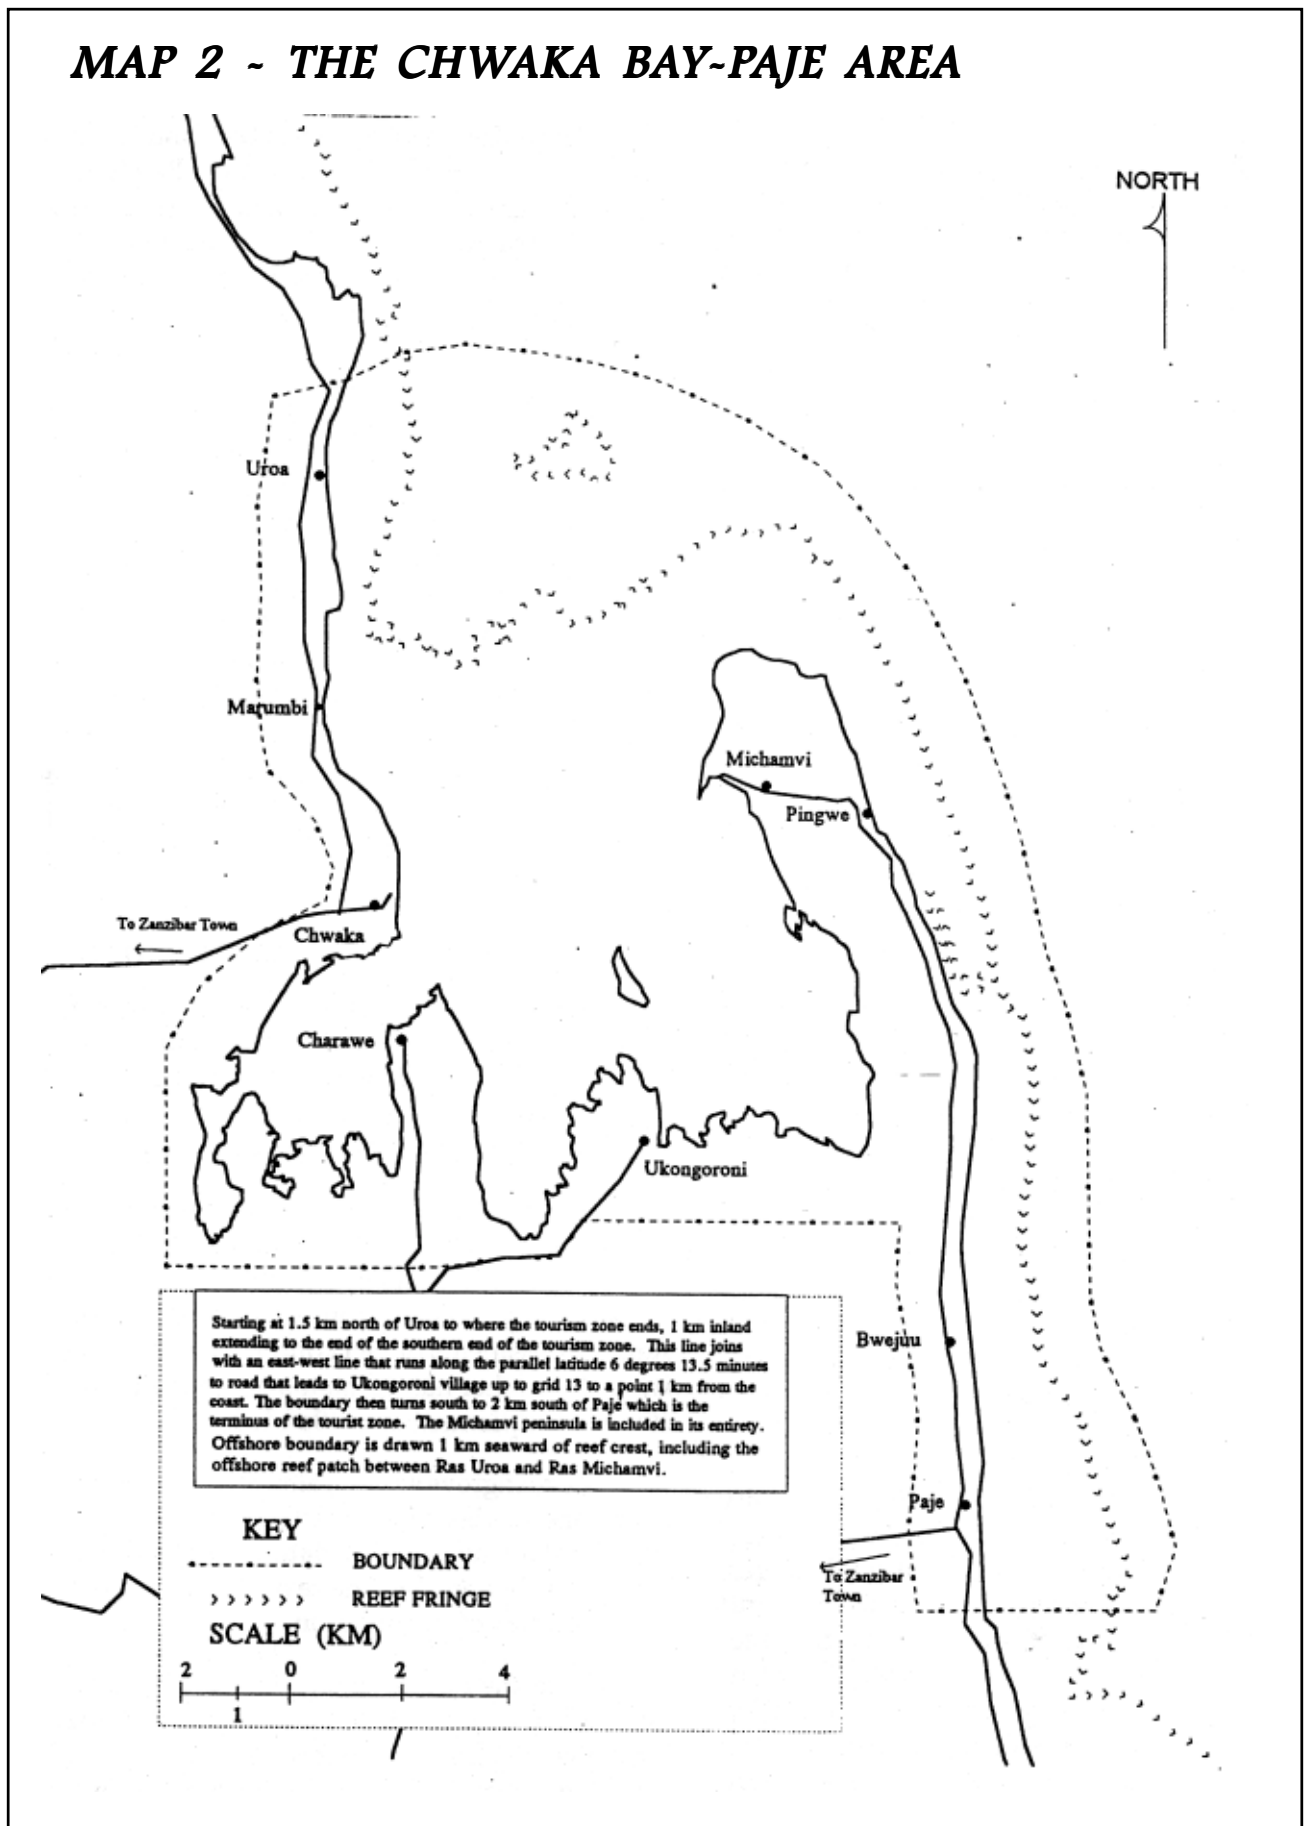 MAP 2 ~ THE CHWAKA BAY~PAJE AREA
NORTH
Uroa
Marumbi
Michamvi
Pingwe
To Zanzibar Town
Chwaka
Charawe
Ukongoroni
Starting at 1.5 km north of Uroa to where the tourism zone ends, 1 km inland
extending to the end of the southern end of the tourism zone. This line joins
with an east-west line that runs along the parallel latitude 6 degrees 13.5 minutes
to road that leads to Ukongoroni village up to grid 13 to a point 1 km from the
coast. The boundary then turns south to 2 km south of Paje which is the
terminus of the tourist zone. The Michamvi peninsula is included in its entirety.
Offshore boundary is drawn 1 km seaward of reef crest, including the
offshore reef patch between Ras Uroa and Ras Michamvi.
Bwejuu
Paje
To Zanzibar
Town
KEY
BOUNDARY
REEF FRINGE
SCALE (KM)
2 0 2 4
1